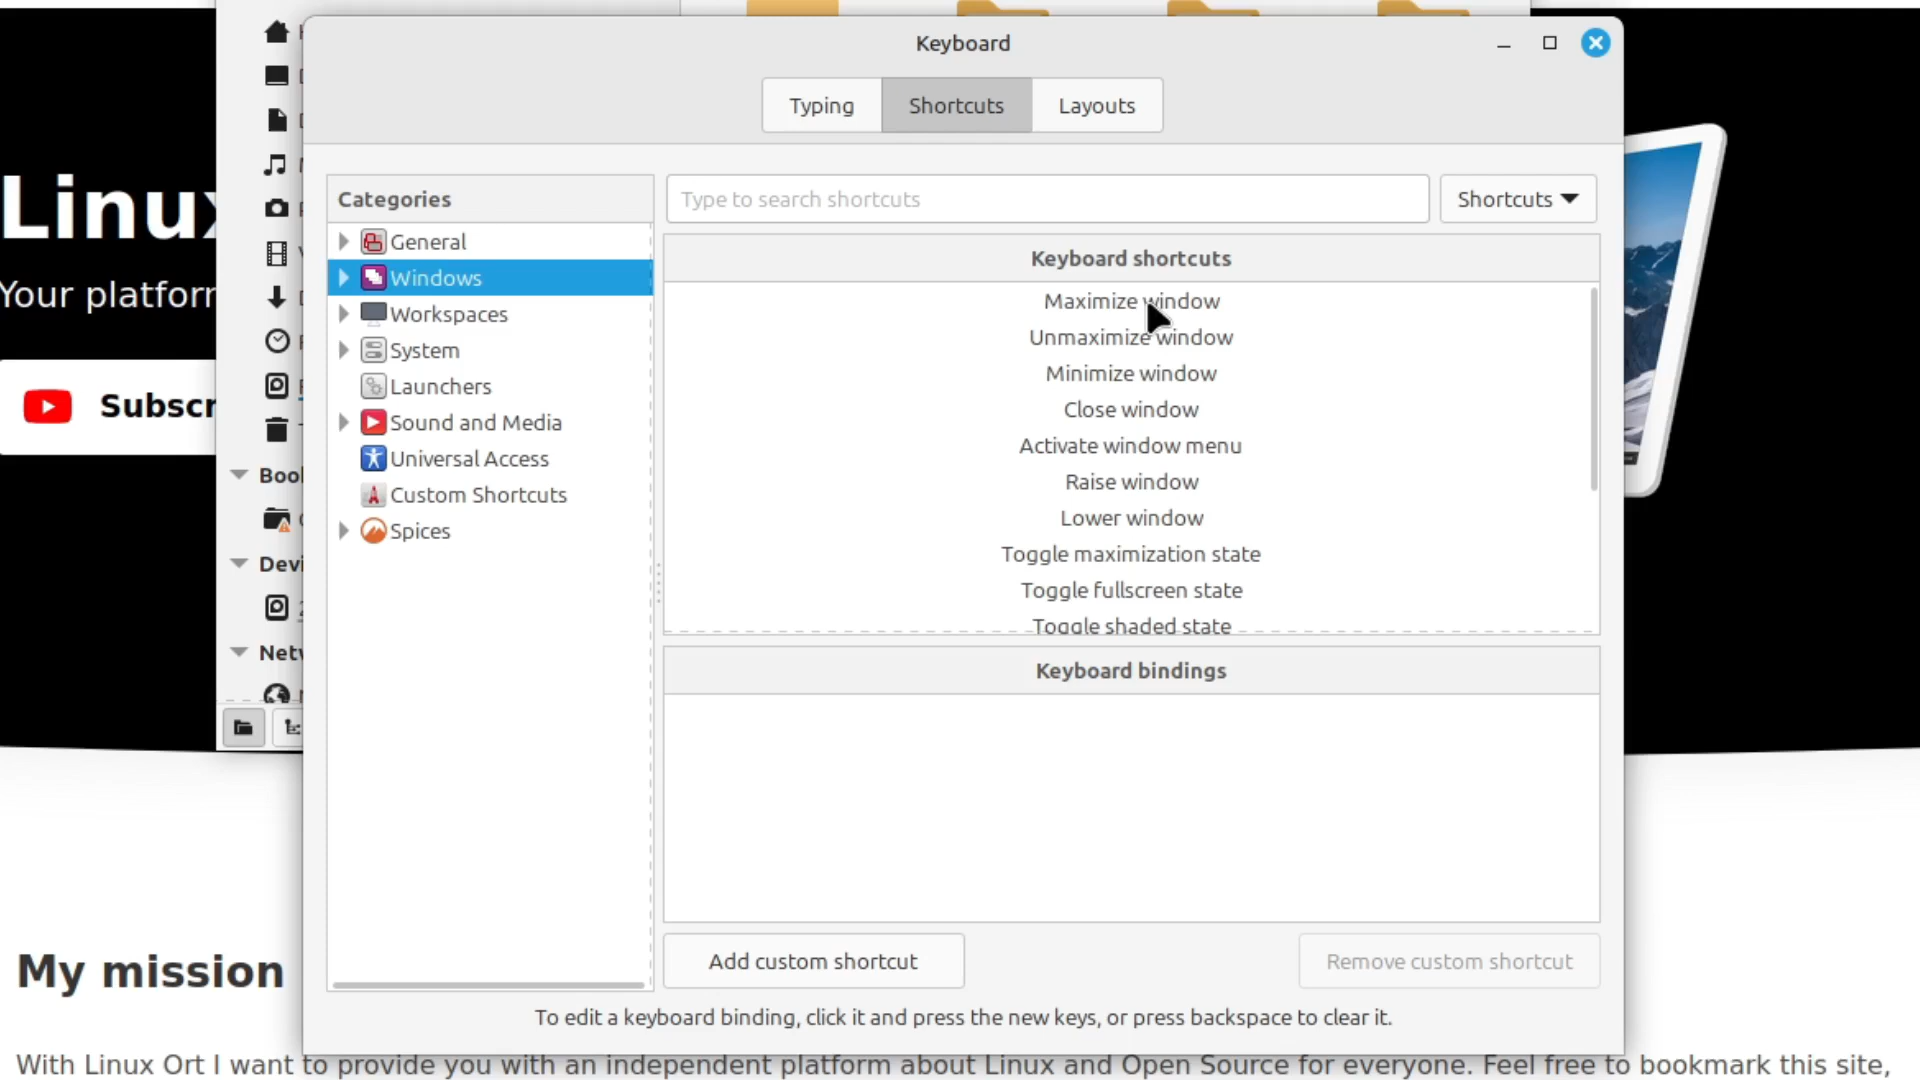 Keyboard
Typing
Shortcuts
Layouts
Categories
General
Windows
Workspaces
System
Launchers
Sound and Media
Universal Access
Custom Shortcuts
Spices
Type to search shortcuts
Shortcuts
Keyboard shortcuts
Maximize window
Unmaximize window
Minimize window
Close window
Activate window menu
Raise window
Lower window
Toggle maximization state
Toggle fullscreen state
Toggle shaded state
Keyboard bindings
Add custom shortcut
Remove custom shortcut
To edit a keyboard binding, click it and press the new keys, or press backspace to clear it.
Linux
Your platfor
Subscr
Boo
Devi
Net
My mission
With Linux Ort I want to provide you with an independent platform about Linux and Open Source for everyone. Feel free to bookmark this site,